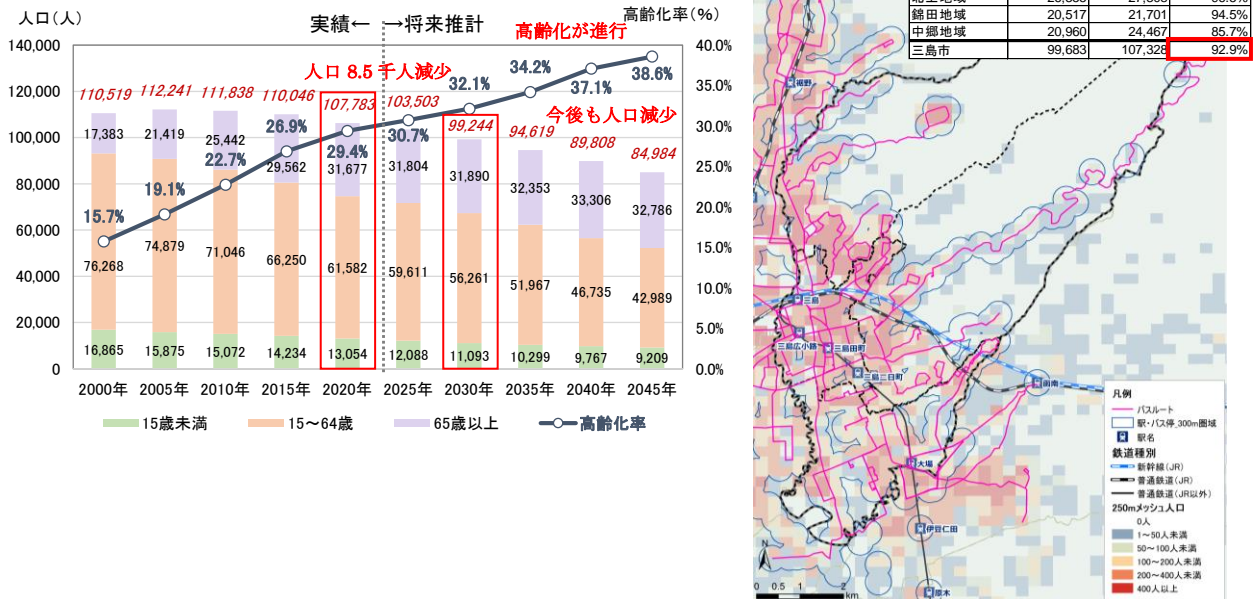 人口(人)
実績← →将来推計
高齢化率(%)
高齢化が進行
人口 8.5 千人減少
今後も人口減少
140,000
120,000
100,000
80,000
60,000
40,000
20,000
0
40.0%
35.0%
30.0%
25.0%
20.0%
15.0%
10.0%
5.0%
0.0%
110,519 112,241 111,838 110,046 107,783 103,503 99,244 94,619 89,808 84,984
15.7% 19.1% 22.7% 26.9% 29.4% 30.7% 32.1% 34.2% 37.1% 38.6%
17,383 21,419 25,442 29,562 31,677 31,804 31,890 32,353 33,306 32,786
76,268 74,879 71,046 66,250 61,582 59,611 56,261 51,967 46,735 42,989
16,865 15,875 15,072 14,234 13,054 12,088 11,093 10,299 9,767 9,209
2000年 2005年 2010年 2015年 2020年 2025年 2030年 2035年 2040年 2045年
15歳未満 15~64歳 65歳以上 高齢化率
錦田地域 20,517 21,701 94.5%
中郷地域 20,960 24,467 85.7%
三島市 99,683 107,328 92.9%
裾野
三島
三島広小路
三島田町
三島二日町
函南
大場
伊豆仁田
原木
N
0 0.5 1 2
km
凡例
バスルート
駅・バス停_300m圏域
駅名
鉄道種別
新幹線(JR)
普通鉄道(JR)
普通鉄道(JR以外)
250mメッシュ人口
0人
1~50人未満
50~100人未満
100~200人未満
200~400人未満
400人以上